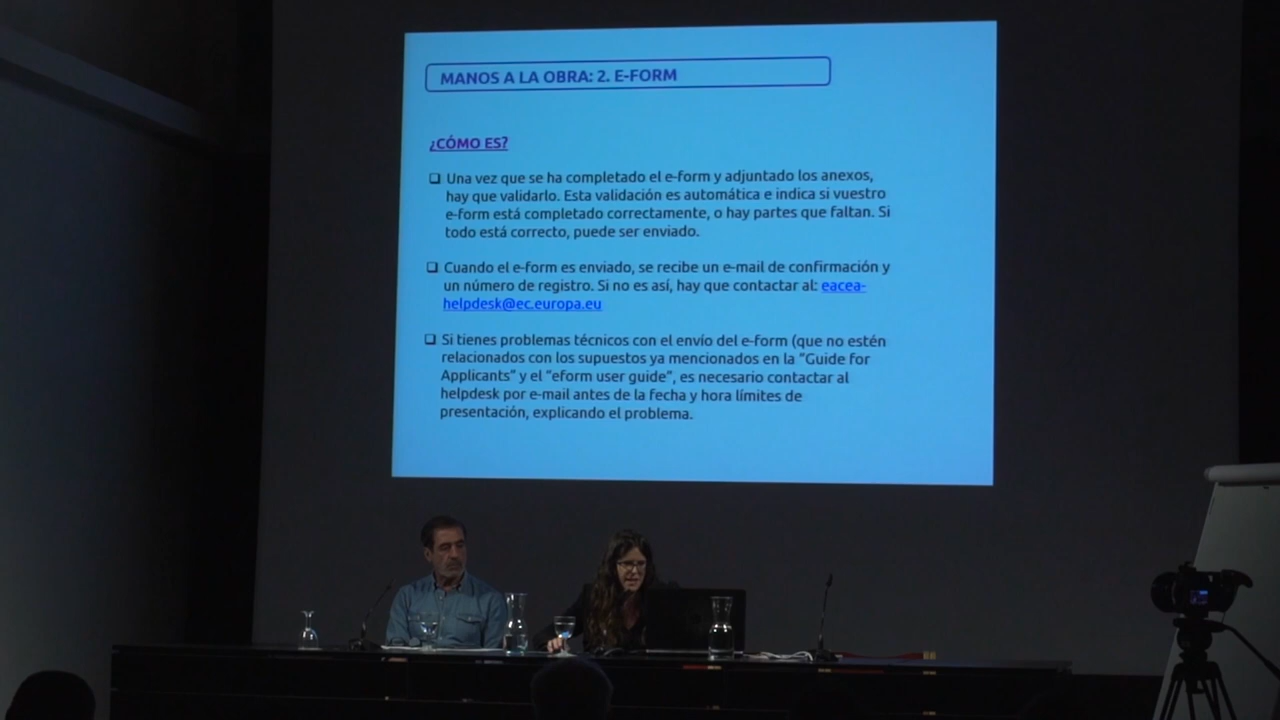 MANOS A LA OBRA: 2. E-FORM
¿CÓMO ES?
❑ Una vez que se ha completado el e-form y adjuntado los anexos,
hay que validarlo. Esta validación es automática e indica si vuestro
e-form está completado correctamente, o hay partes que faltan. Si
todo está correcto, puede ser enviado.
❑ Cuando el e-form es enviado, se recibe un e-mail de confirmación y
un número de registro. Si no es así, hay que contactar al: eacea-
helpdesk@ec.europa.eu
❑ Si tienes problemas técnicos con el envío del e-form (que no estén
relacionados con los supuestos ya mencionados en la “Guide for
Applicants” y el “eform user guide”, es necesario contactar al
helpdesk por e-mail antes de la fecha y hora límites de
presentación, explicando el problema.